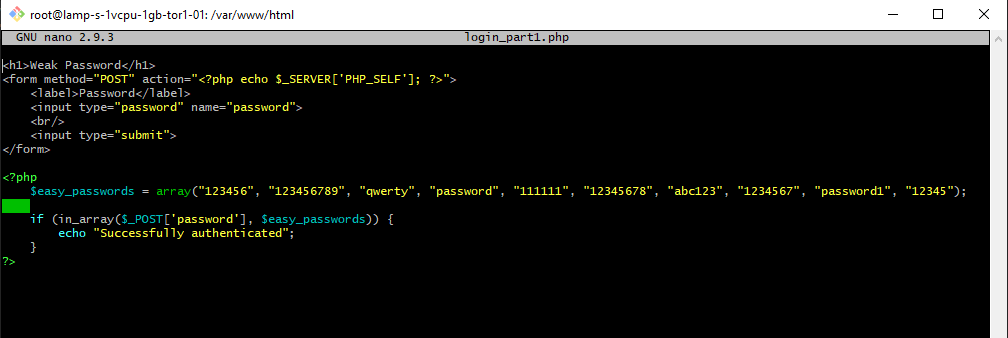 root@lamp-s-1vcpu-1gb-tor1-01: /var/www/html
GNU nano 2.9.3 login_part1.php
<h1>Weak Password</h1>
<form method="POST" action="<?php echo $_SERVER['PHP_SELF']; ?>">
    <label>Password</label>
    <input type="password" name="password">
    <br/>
    <input type="submit">
</form>
<?php
    $easy_passwords = array("123456", "123456789", "qwerty", "password", "111111", "12345678", "abc123", "1234567", "password1", "12345");
    if (in_array($_POST['password'], $easy_passwords)) {
        echo "Successfully authenticated";
    }
?>